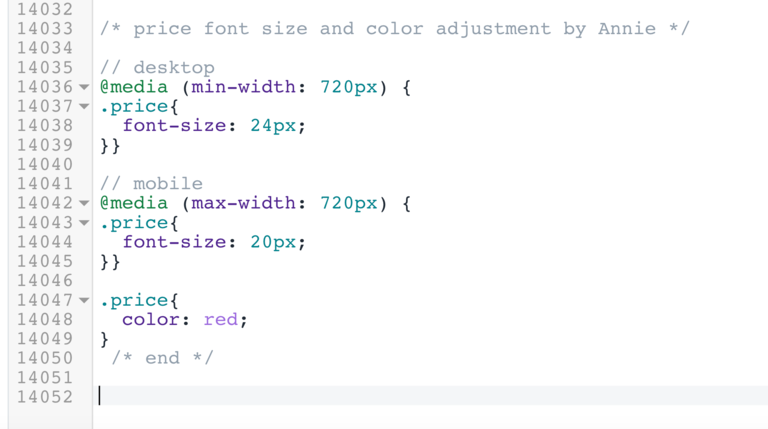 14032
14033 /* price font size and color adjustment by Annie */
14034
14035 // desktop
14036 @media (min-width: 720px) {
14037 .price{
14038   font-size: 24px;
14039 }}
14040
14041 // mobile
14042 @media (max-width: 720px) {
14043 .price{
14044   font-size: 20px;
14045 }}
14046
14047 .price{
14048   color: red;
14049 }
14050  /* end */
14051
14052